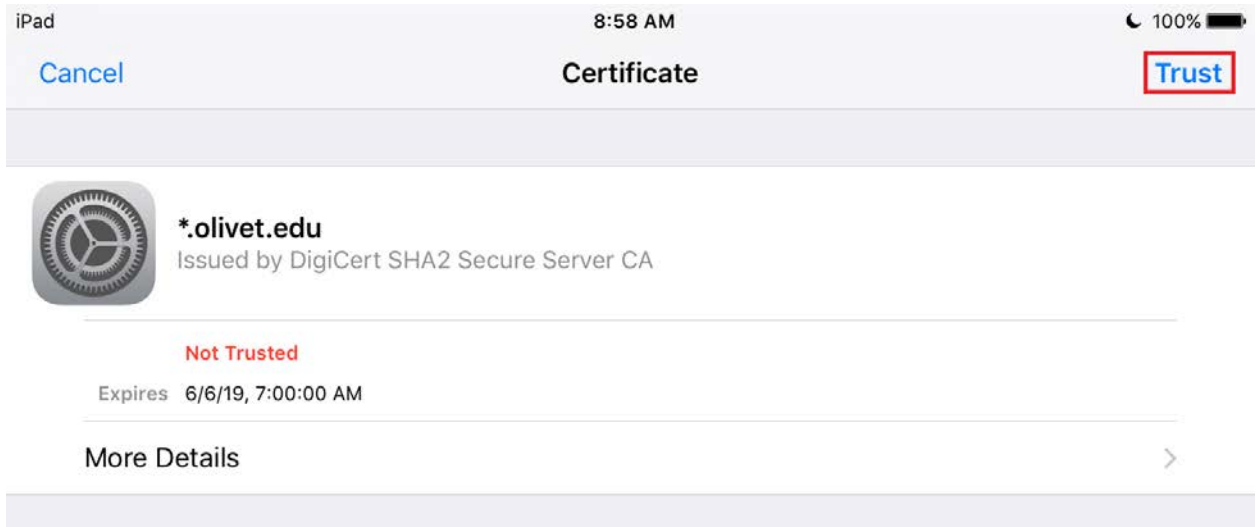 iPad 8:58 AM 100%
Cancel Certificate Trust
*.olivet.edu
Issued by DigiCert SHA2 Secure Server CA
Not Trusted
Expires 6/6/19, 7:00:00 AM
More Details